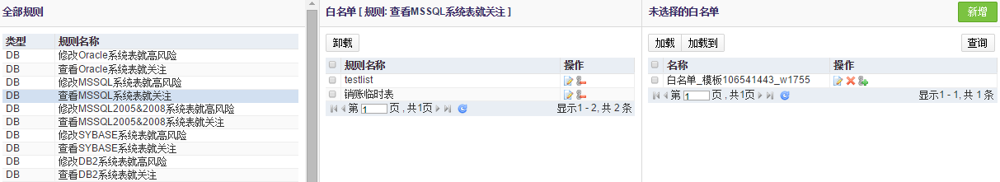 全部规则
类型 规则名称
DB 修改Oracle系统表就高风险
DB 查看Oracle系统表就关注
DB 修改MSSQL系统表就高风险
DB 查看MSSQL系统表就关注
DB 修改MSSQL2005&2008系统表就高风险
DB 查看MSSQL2005&2008系统表就关注
DB 修改SYBASE系统表就高风险
DB 查看SYBASE系统表就关注
DB 修改DB2系统表就高风险
DB 查看DB2系统表就关注
白名单 [ 规则: 查看MSSQL系统表就关注 ]
卸载
规则名称 操作
testlist
销账临时表
第 1 页 , 共1页 显示1 - 2, 共 2 条
未选择的白名单 新增
加载 加载到 查询
名称 操作
白名单_模板106541443_w1755
第 1 页 , 共1页 显示1 - 1, 共 1 条